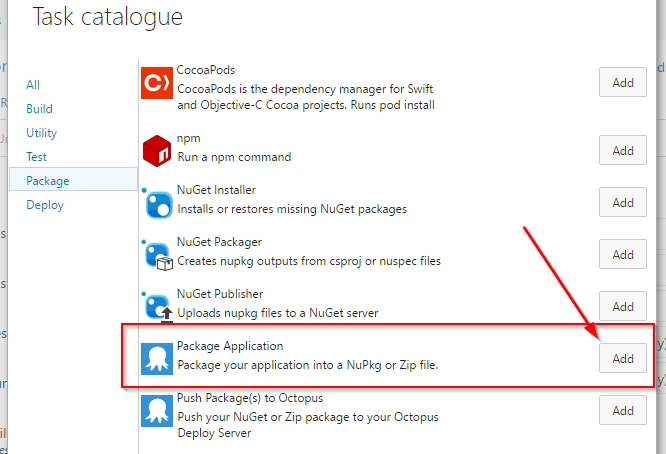 Task catalogue
All
Build
Utility
Test
Package
Deploy
CocoaPods
CocoaPods is the dependency manager for Swift
and Objective-C Cocoa projects. Runs pod install
Add
npm
Run a npm command
Add
NuGet Installer
Installs or restores missing NuGet packages
Add
NuGet Packager
Creates nupkg outputs from csproj or nuspec files
Add
NuGet Publisher
Uploads nupkg files to a NuGet server
Add
Package Application
Package your application into a NuPkg or Zip file.
Add
Push Package(s) to Octopus
Push your NuGet or Zip package to your Octopus
Deploy Server
Add